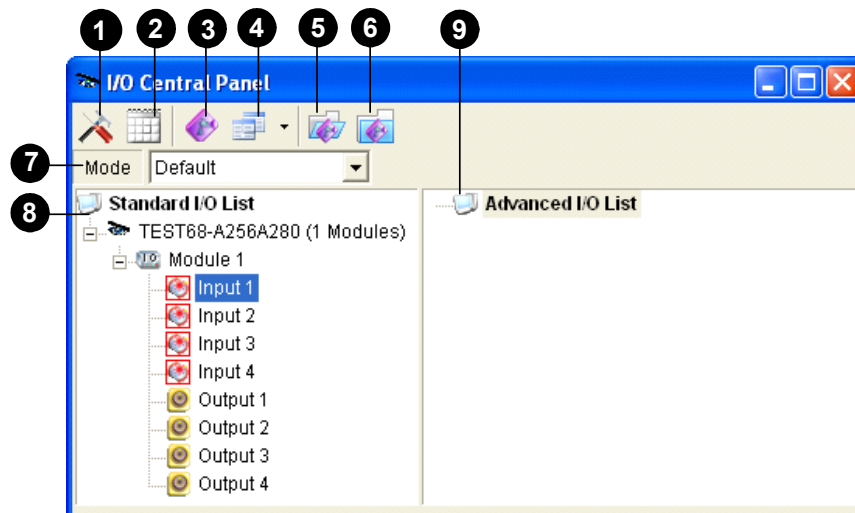 1 2 3 4 5 6 9
I/O Central Panel
7
Mode Default
8
Standard I/O List
TEST68-A256A280 (1 Modules)
Module 1
Input 1
Input 2
Input 3
Input 4
Output 1
Output 2
Output 3
Output 4
Advanced I/O List